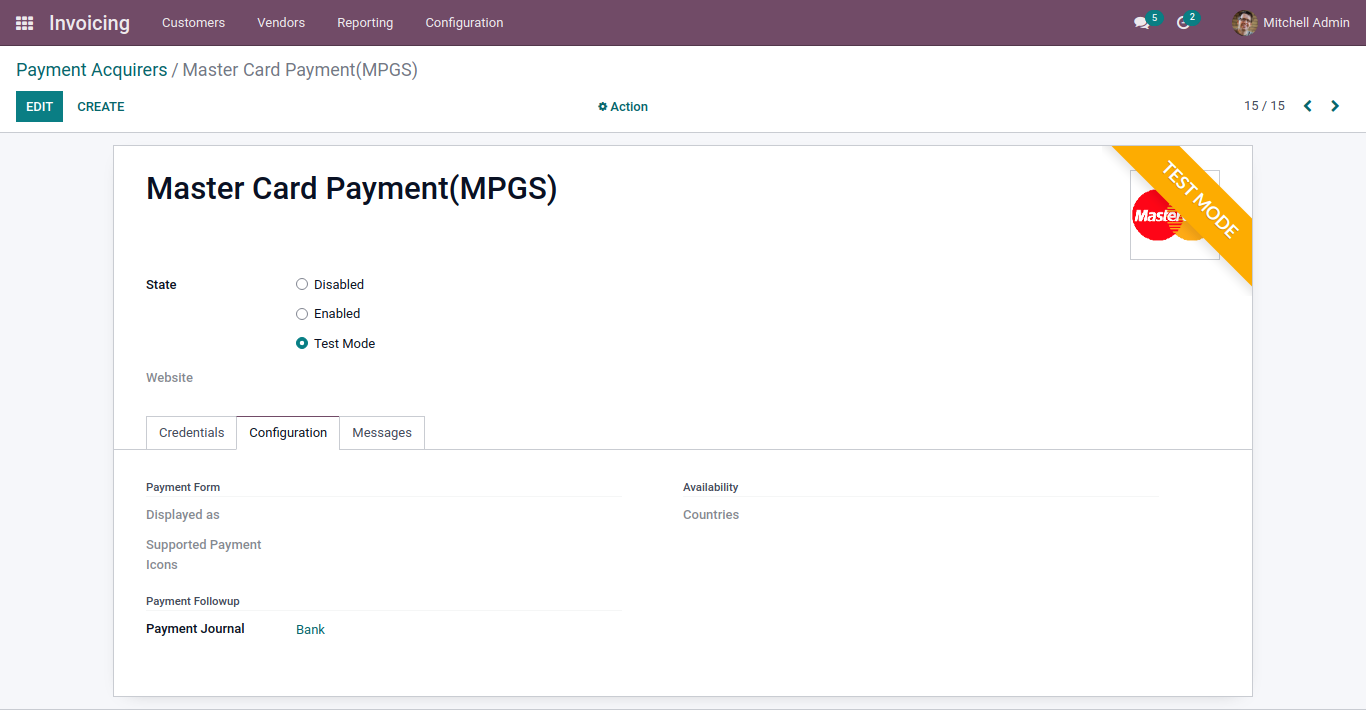 Invoicing Customers Vendors Reporting Configuration 5 2 Mitchell Admin
Payment Acquirers / Master Card Payment(MPGS)
EDIT CREATE Action 15 / 15
Master Card Payment(MPGS)
TEST MODE
Master
State Disabled
Enabled
Test Mode
Website
Credentials Configuration Messages
Payment Form
Displayed as
Supported Payment
Icons
Payment Followup
Payment Journal Bank
Availability
Countries